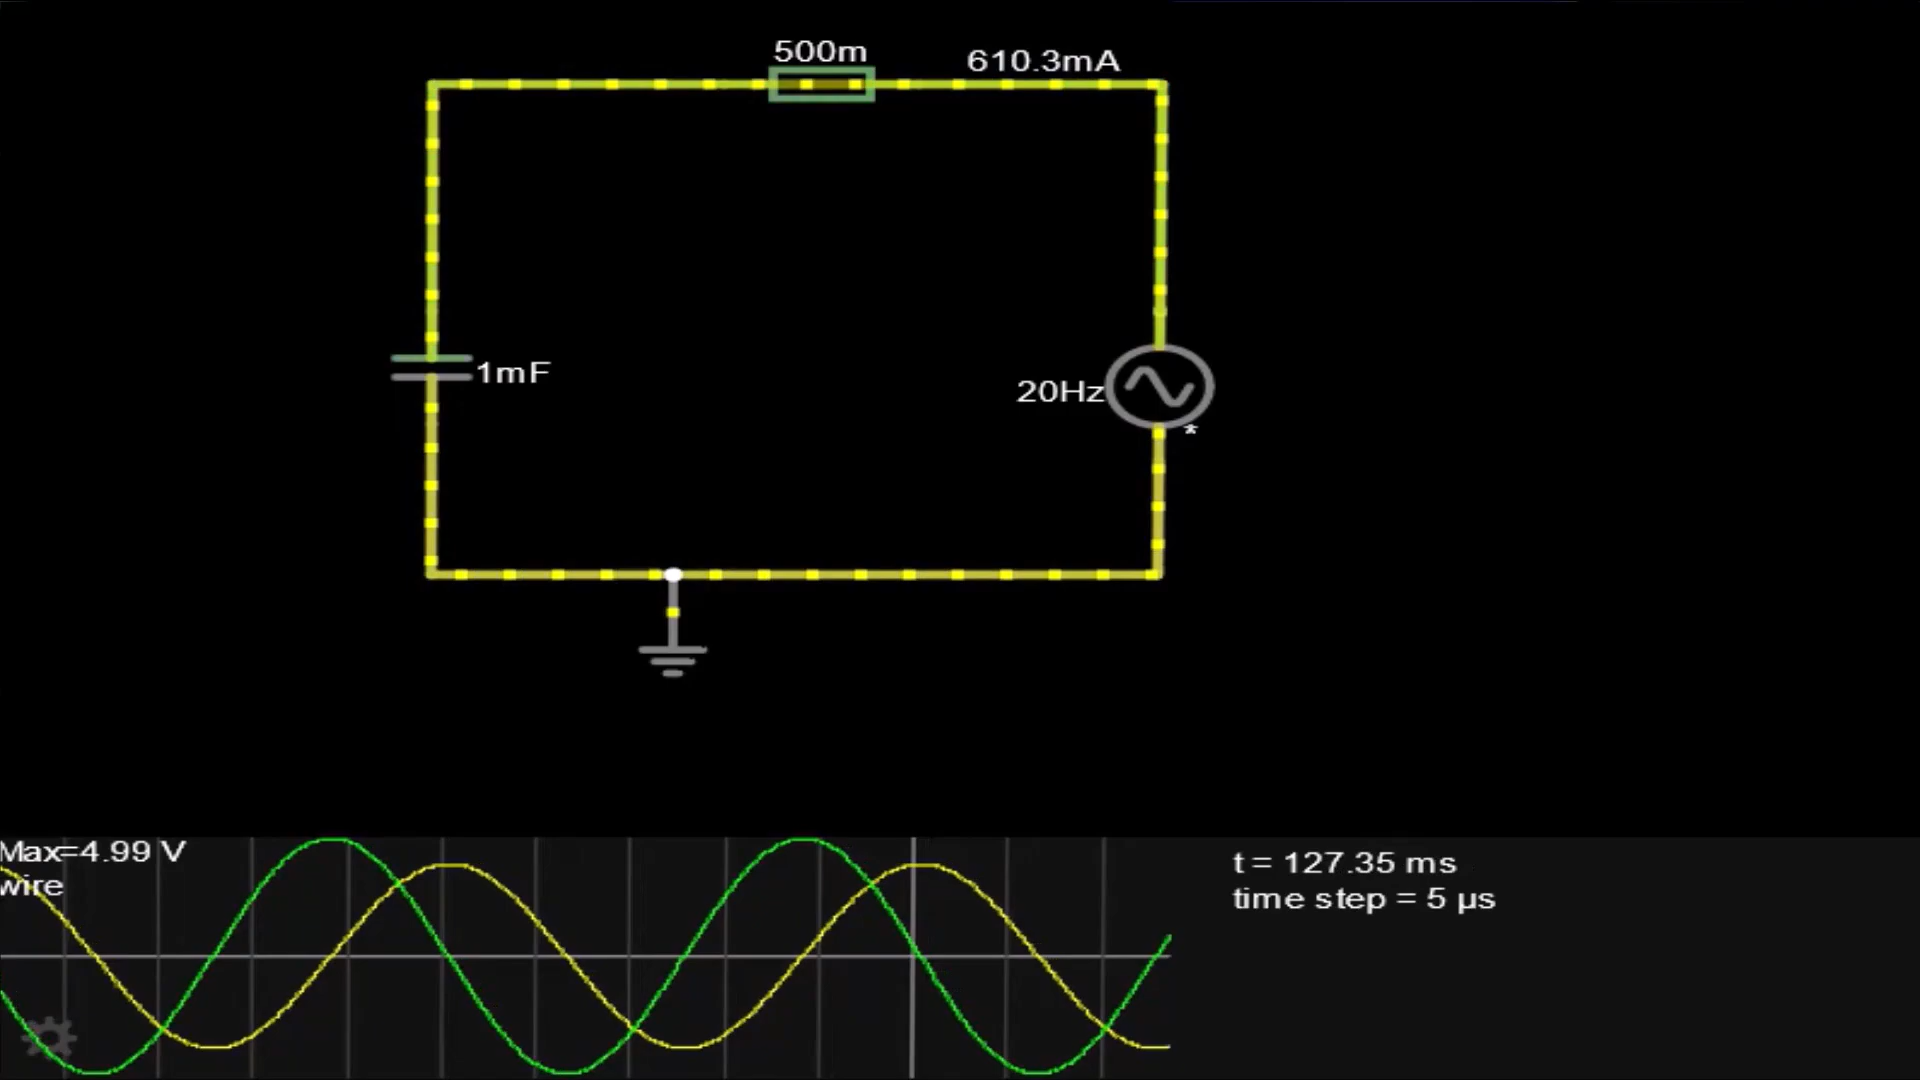 500m
610.3mA
1mF
20Hz
*
Max=4.99 V
wire
t = 127.35 ms
time step = 5 µs